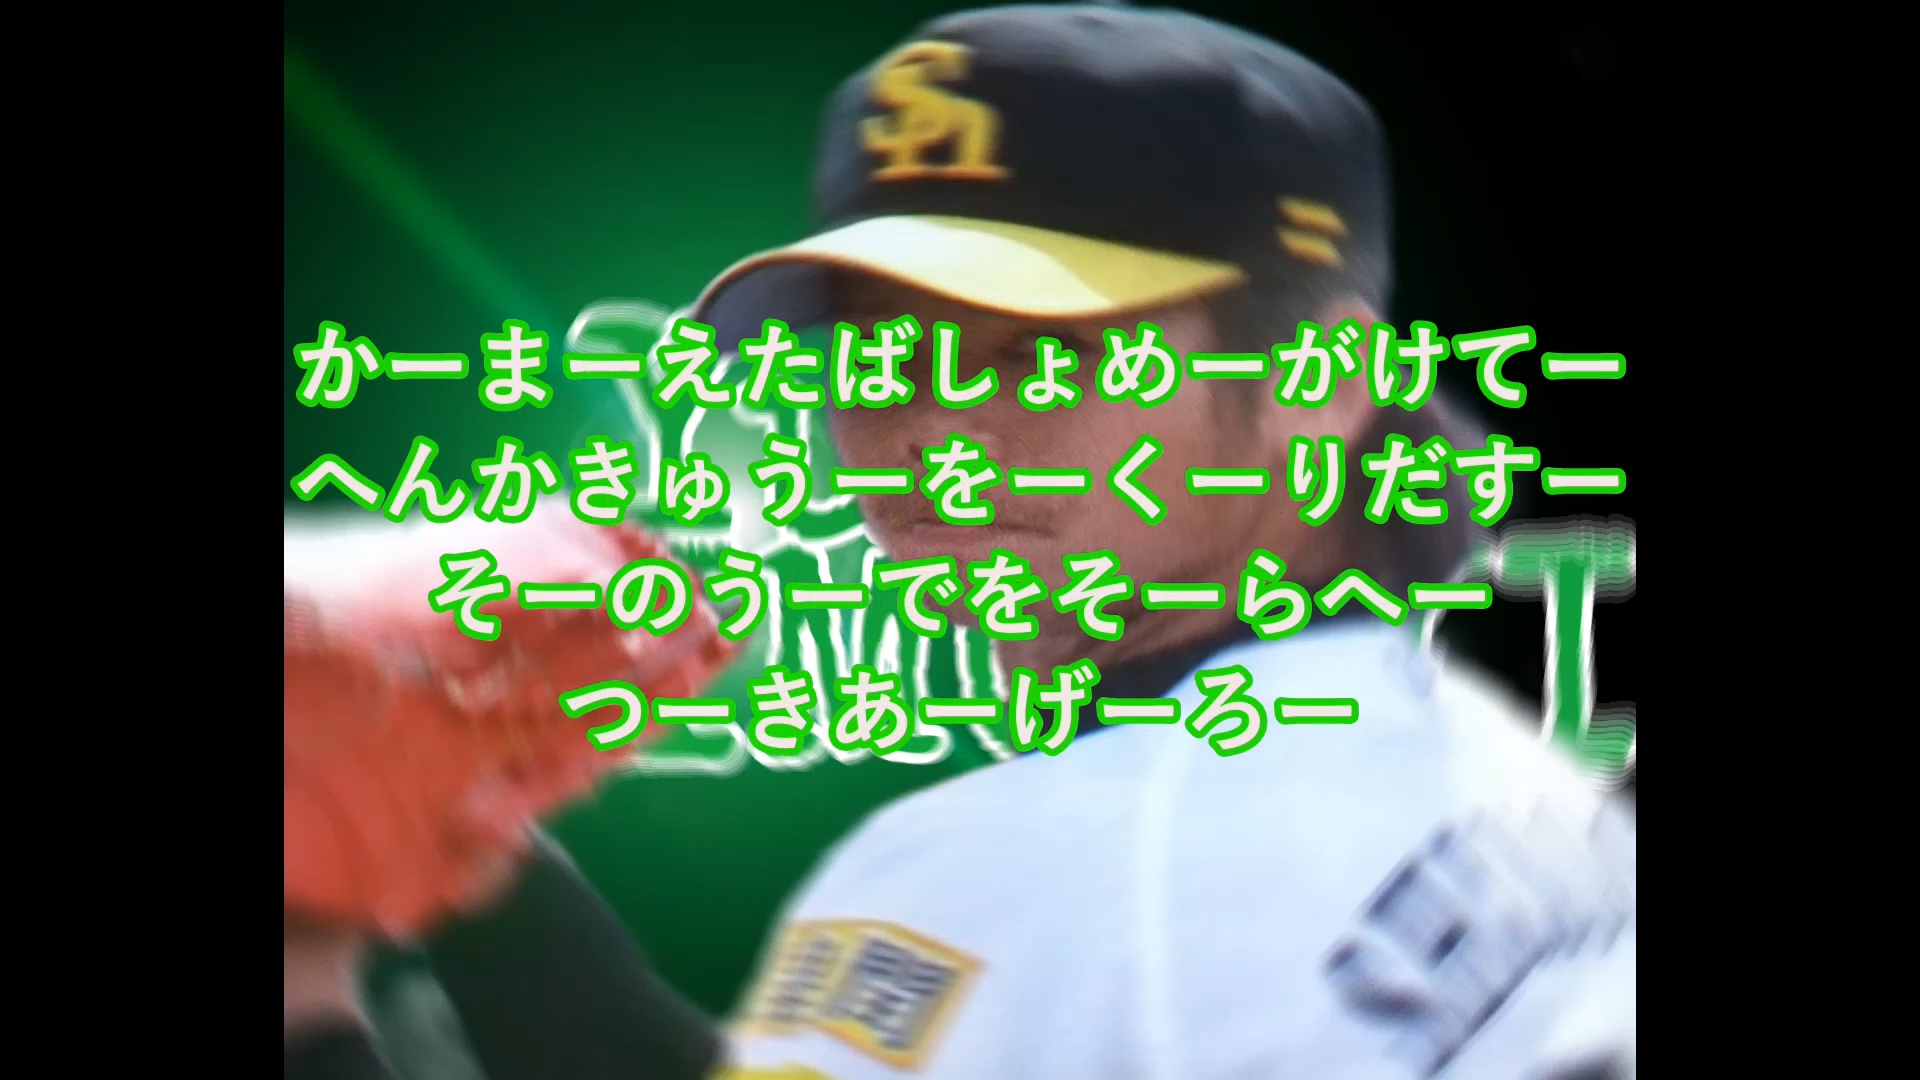 かーまーえたばしょめーがけてー
へんかきゅうーをーくーりだすー
そーのうーでをそーらへー
つーきあーげーろー
SH